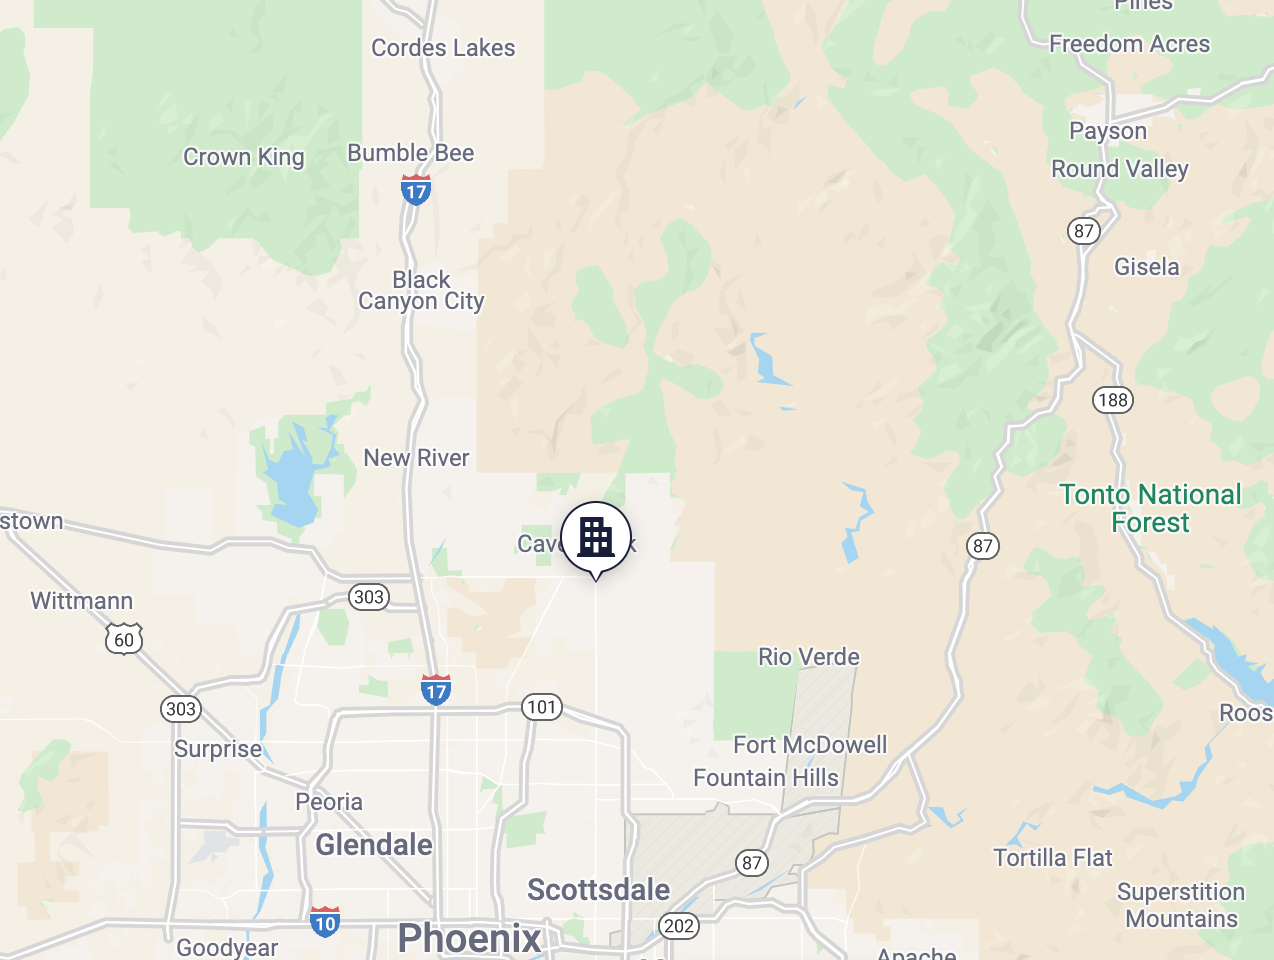 Pines
Cordes Lakes
Freedom Acres
Payson
Crown King
Bumble Bee
Round Valley
17
87
Gisela
Black
Canyon City
188
New River
Tonto National
Forest
stown
87
303
Wittmann
60
Rio Verde
17
303
101
Roos
Surprise
Fort McDowell
Fountain Hills
Peoria
Glendale
87
Tortilla Flat
Scottsdale
Superstition
Mountains
10
202
Phoenix
Goodyear
Apache